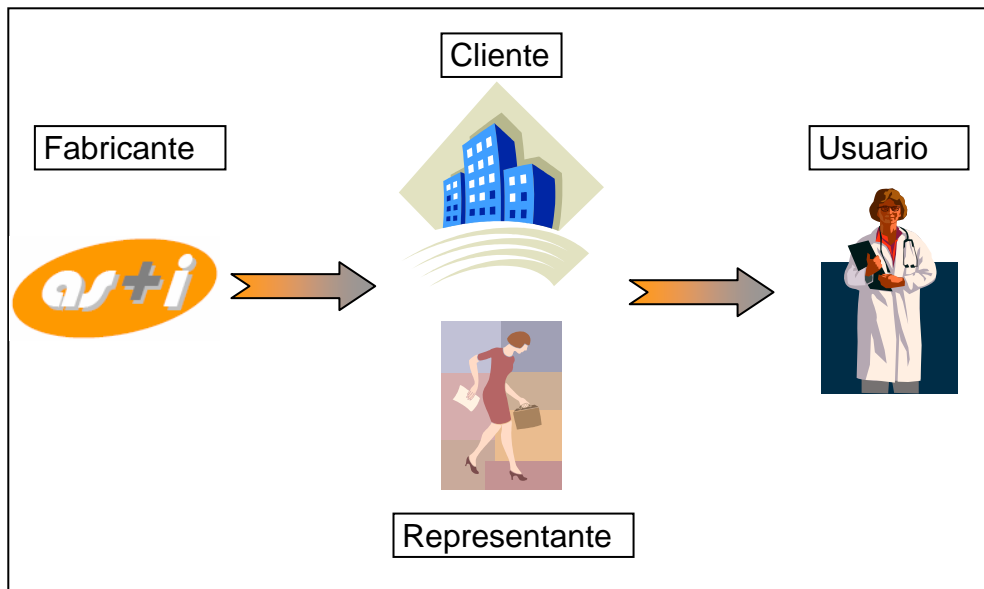 Cliente
Fabricante
Usuario
as+i
Representante